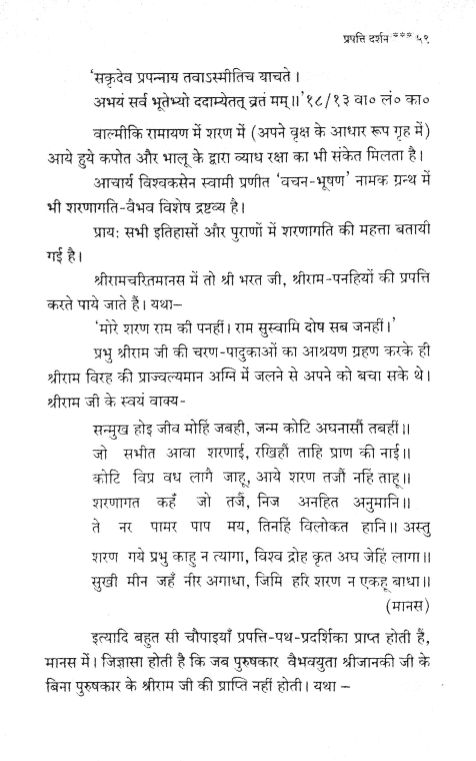 प्रपत्ति दर्शन *** ५९
'सकृदेव प्रपन्नाय तवाऽस्मीतिच याचते।
अभयं सर्व भूतेभ्यो ददाम्येतत् व्रतं मम्॥'१८/१३ वा० लं० का०
वाल्मीकि रामायण में शरण में (अपने वृक्ष के आधार रूप गृह में)
आये हुये कपोत और भालू के द्वारा व्याध रक्षा का भी संकेत मिलता है।
आचार्य विश्वकसेन स्वामी प्रणीत 'वचन-भूषण' नामक ग्रन्थ में
भी शरणागति-वैभव विशेष द्रष्टव्य है।
प्राय: सभी इतिहासों और पुराणों में शरणागति की महत्ता बतायी
गई है।
श्रीरामचरितमानस में तो श्री भरत जी, श्रीराम-पनहियों की प्रपत्ति
करते पाये जाते हैं। यथा–
'मोरे शरण राम की पनहीं। राम सुस्वामि दोष सब जनहीं।'
प्रभु श्रीराम जी की चरण-पादुकाओं का आश्रयण ग्रहण करके ही
श्रीराम विरह की प्राज्वल्यमान अग्नि में जलने से अपने को बचा सके थे।
श्रीराम जी के स्वयं वाक्य-
सन्मुख होइ जीव मोहिं जबही, जन्म कोटि अघनासौं तबहीं॥
जो सभीत आवा शरणाई, रखिहौं ताहि प्राण की नाई॥
कोटि विप्र वध लागै जाहू, आये शरण तजौं नहिं ताहू॥
शरणागत कहँ जो तजैं, निज अनहित अनुमानि॥
ते नर पामर पाप मय, तिनहिं विलोकत हानि॥ अस्तु
शरण गये प्रभु काहु न त्यागा, विश्व द्रोह कृत अघ जेहिं लागा॥
सुखी मीन जहँ नीर अगाधा, जिमि हरि शरण न एकहू बाधा॥
(मानस)
इत्यादि बहुत सी चौपाइयाँ प्रपत्ति-पथ-प्रदर्शिका प्राप्त होती हैं,
मानस में। जिज्ञासा होती है कि जब पुरुषकार वैभवयुता श्रीजानकी जी के
बिना पुरुषकार के श्रीराम जी की प्राप्ति नहीं होती। यथा –